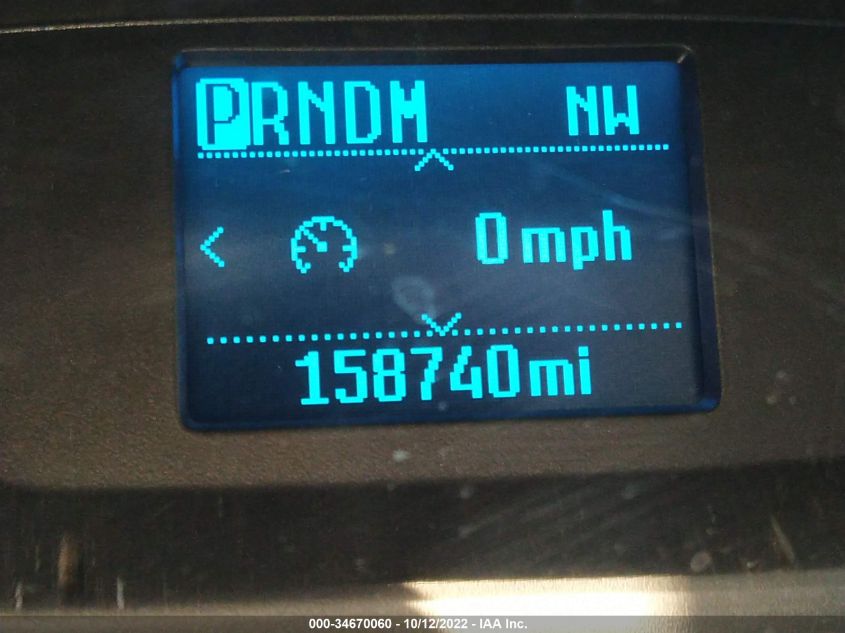 PRNDM NW
0 mph
158740mi
000-34670060 - 10/12/2022 - IAA Inc.